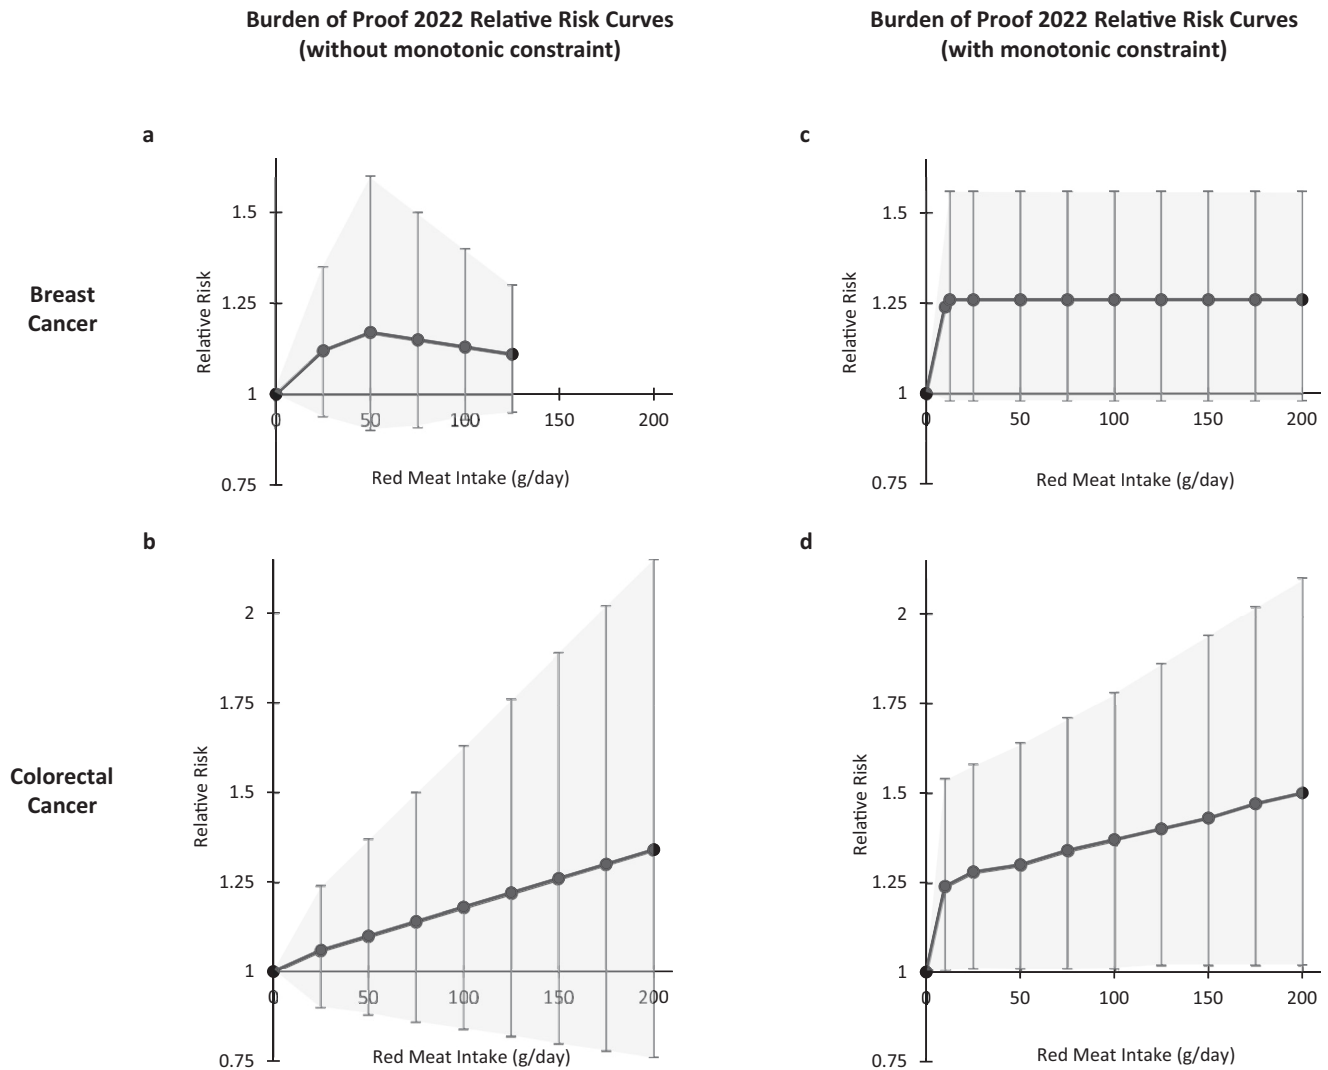 Burden of Proof 2022 Relative Risk Curves
(without monotonic constraint)
Burden of Proof 2022 Relative Risk Curves
(with monotonic constraint)
Breast
Cancer
a
1.5
1.25
1
0.75
Relative Risk
0 50 100 150 200
Red Meat Intake (g/day)
c
1.5
1.25
1
0.75
Relative Risk
0 50 100 150 200
Red Meat Intake (g/day)
Colorectal
Cancer
b
2
1.75
1.5
1.25
1
0.75
Relative Risk
0 50 100 150 200
Red Meat Intake (g/day)
d
2
1.75
1.5
1.25
1
0.75
Relative Risk
0 50 100 150 200
Red Meat Intake (g/day)